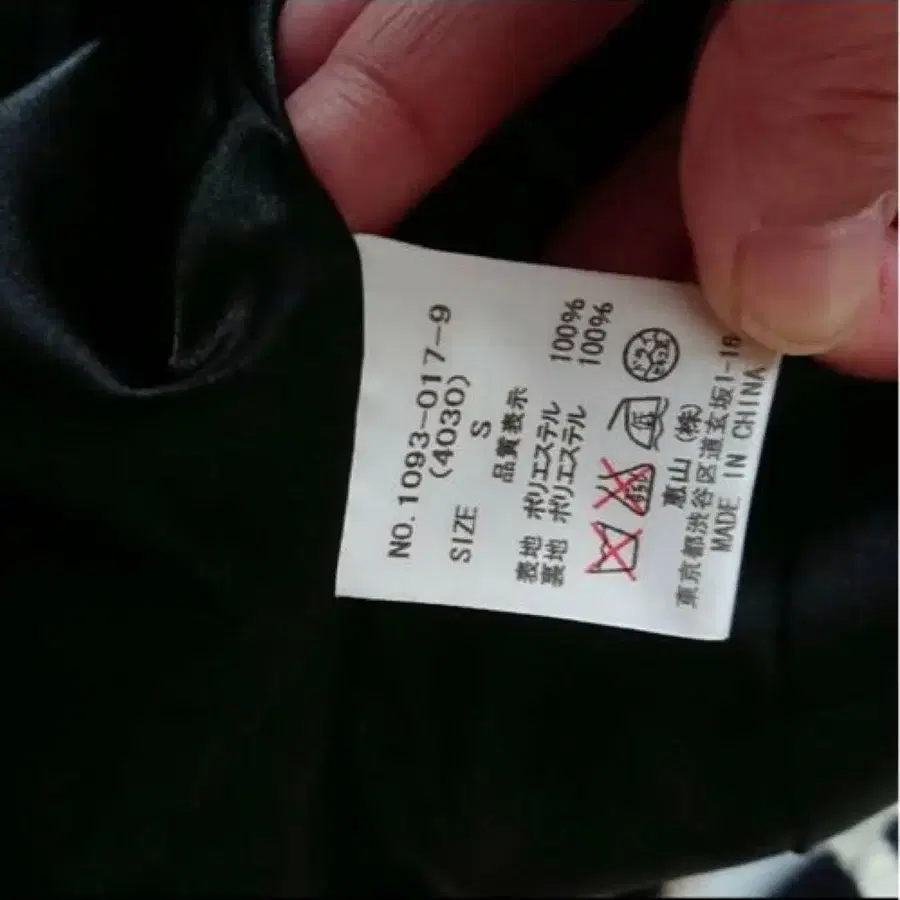 NO. 1093-017-9
(4030)
SIZE S
品質表示
表地 ポリエステル 100%
裏地 ポリエステル 100%
恵山 (株)
東京都渋谷区道玄坂1-16
MADE IN CHINA